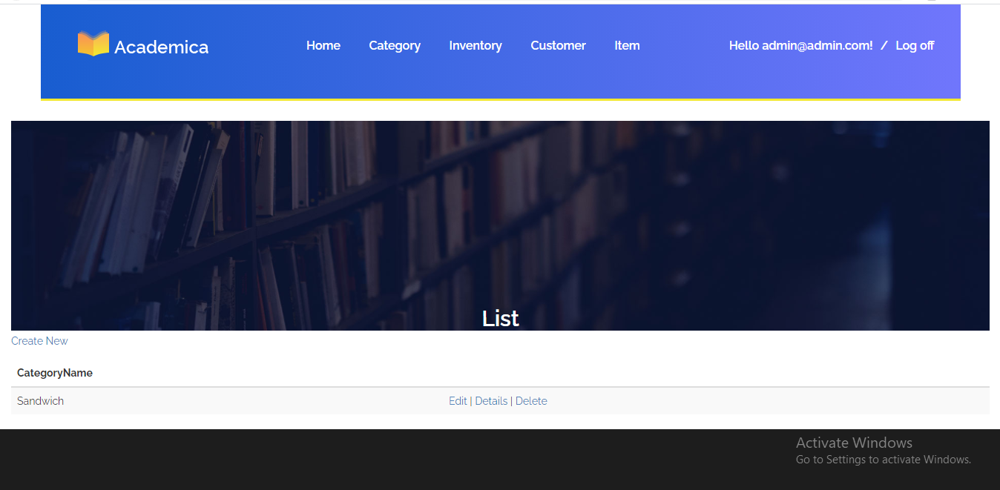 Academica Home Category Inventory Customer Item Hello admin@admin.com! / Log off
List
Create New
CategoryName
Sandwich Edit | Details | Delete
Activate Windows
Go to Settings to activate Windows.